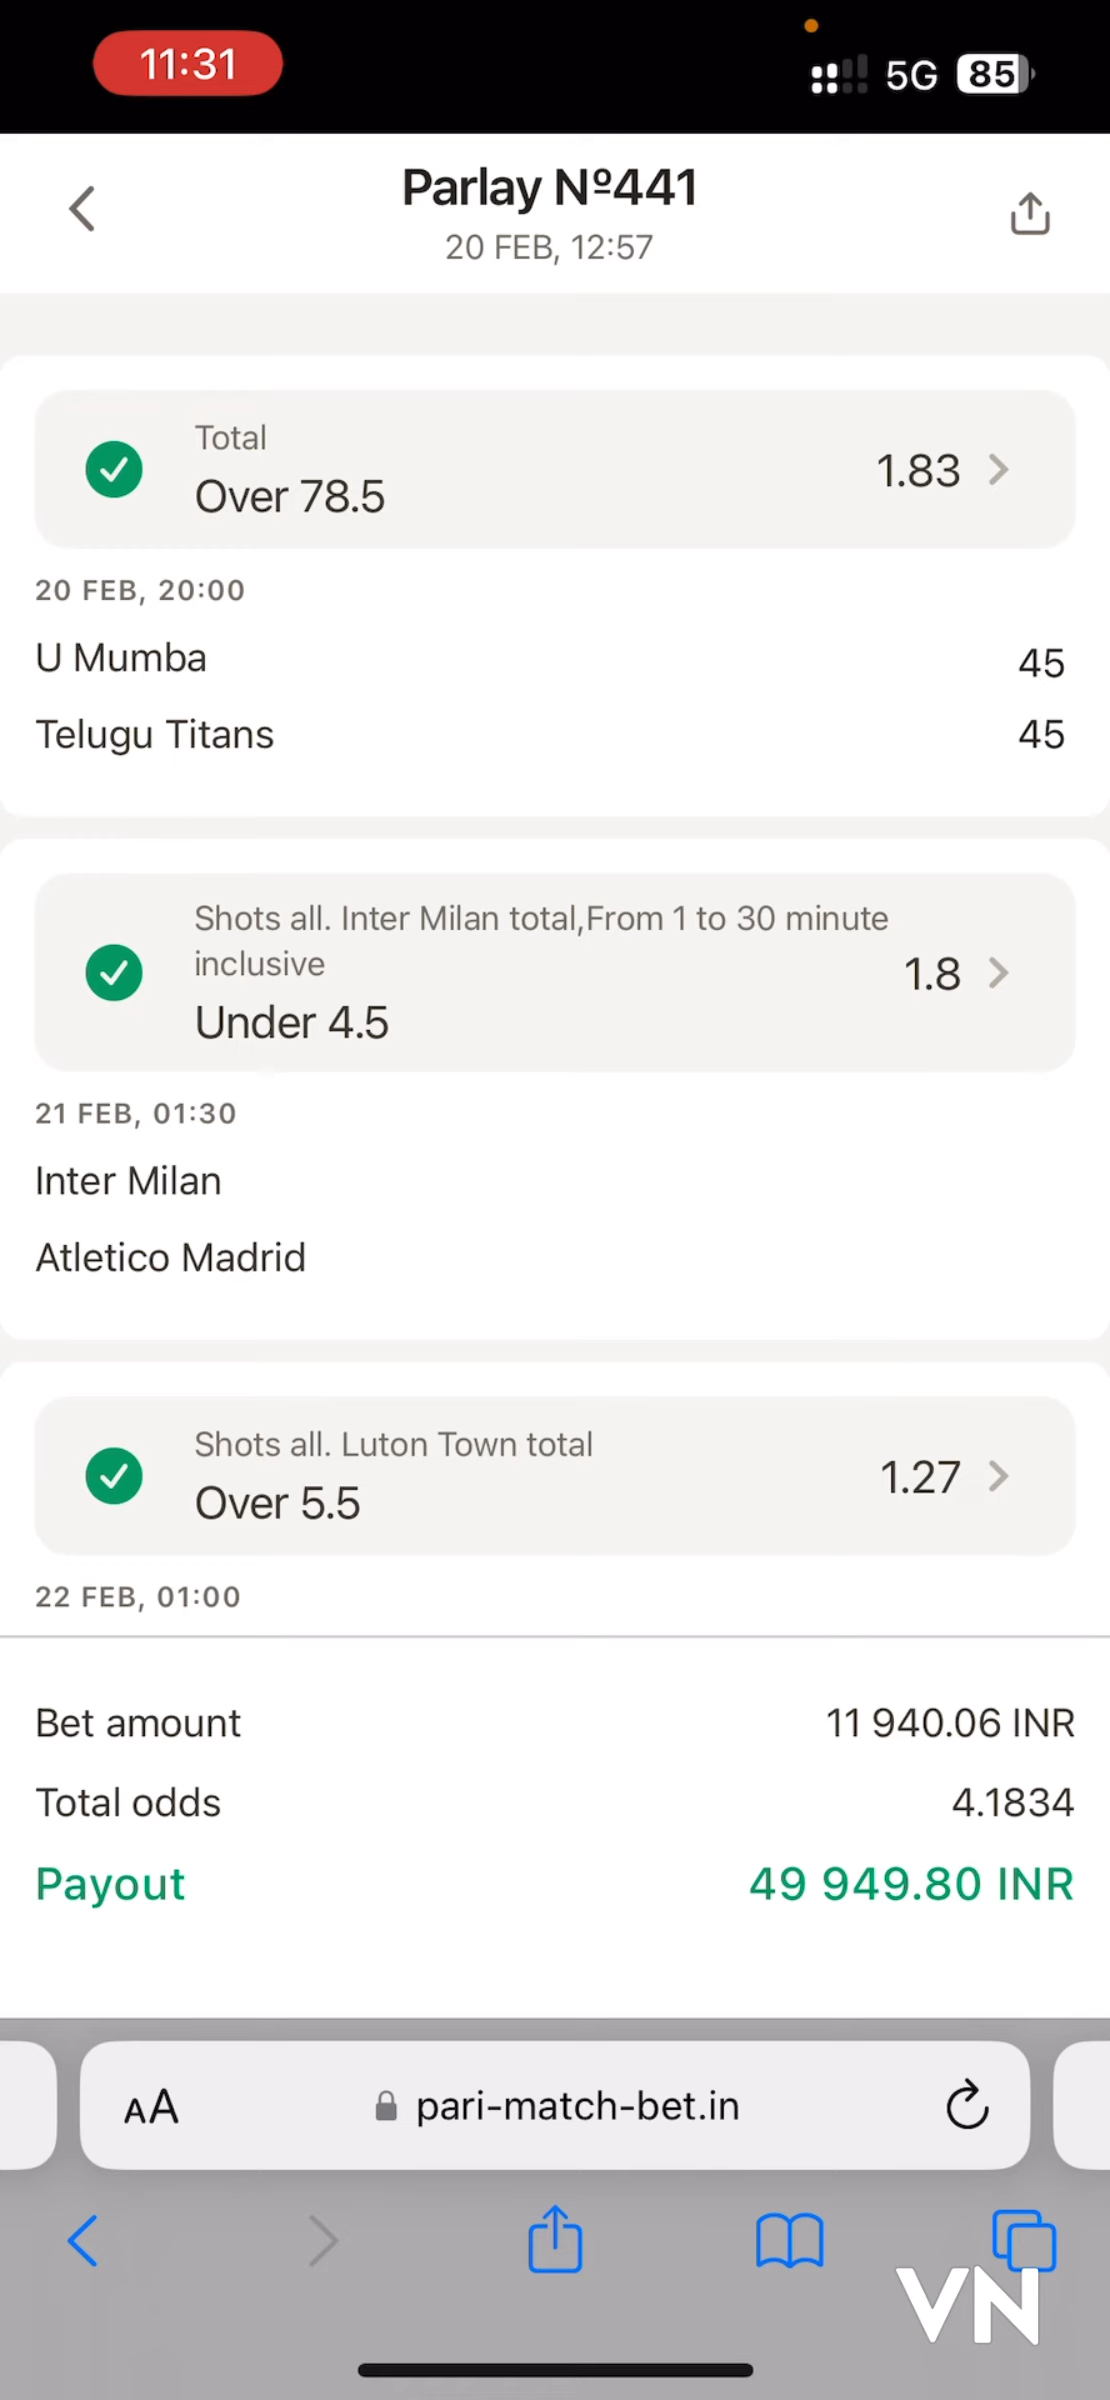 11:31
5G 85
Parlay Nº441
20 FEB, 12:57
Total
Over 78.5
1.83
20 FEB, 20:00
U Mumba 45
Telugu Titans 45
Shots all. Inter Milan total,From 1 to 30 minute
inclusive
Under 4.5
1.8
21 FEB, 01:30
Inter Milan
Atletico Madrid
Shots all. Luton Town total
Over 5.5
1.27
22 FEB, 01:00
Bet amount 11 940.06 INR
Total odds 4.1834
Payout 49 949.80 INR
AA pari-match-bet.in
VN